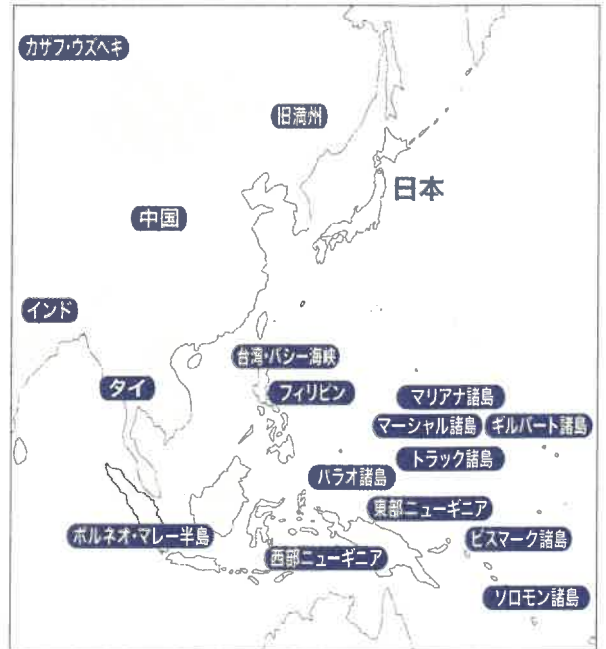 カザフ・ウズベキ
旧満州
日本
中国
インド
台湾・バシー海峡
タイ
フィリピン
マリアナ諸島
マーシャル諸島
ギルバート諸島
トラック諸島
パラオ諸島
東部ニューギニア
ボルネオ・マレー半島
西部ニューギニア
ビスマーク諸島
ソロモン諸島